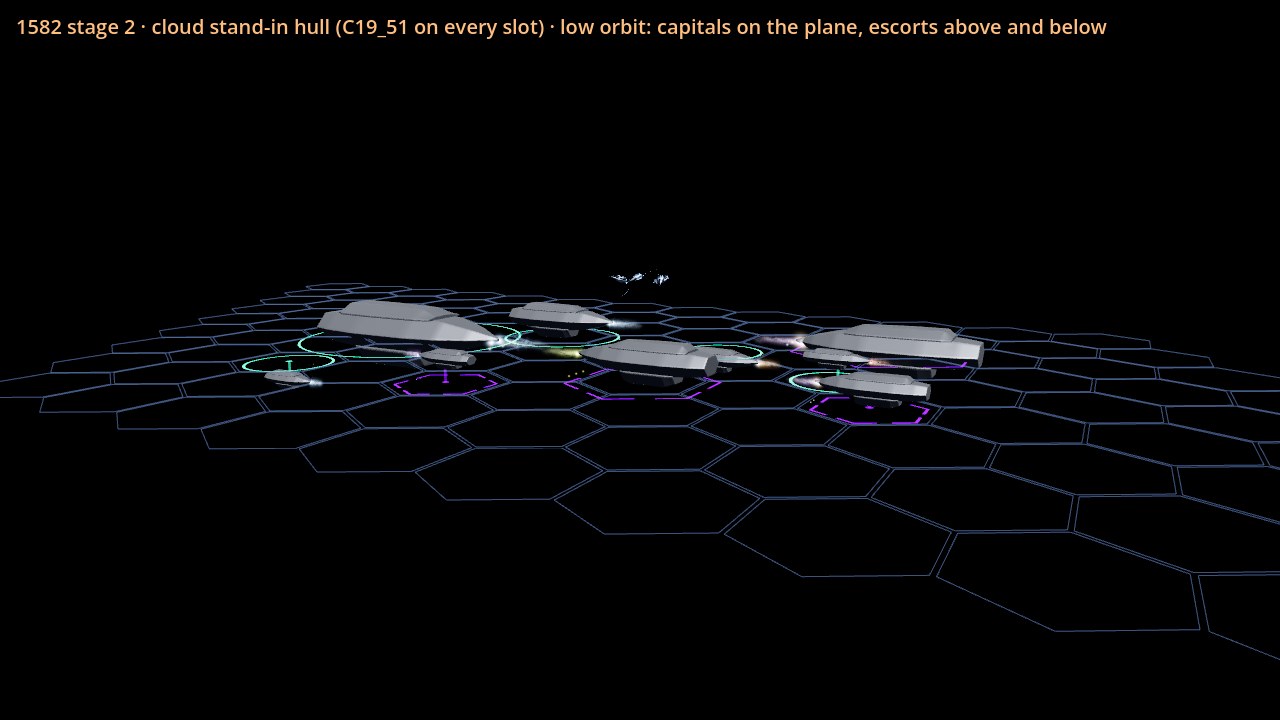 1582 stage 2 · cloud stand-in hull (C19_51 on every slot) · low orbit: capitals on the plane, escorts above and below